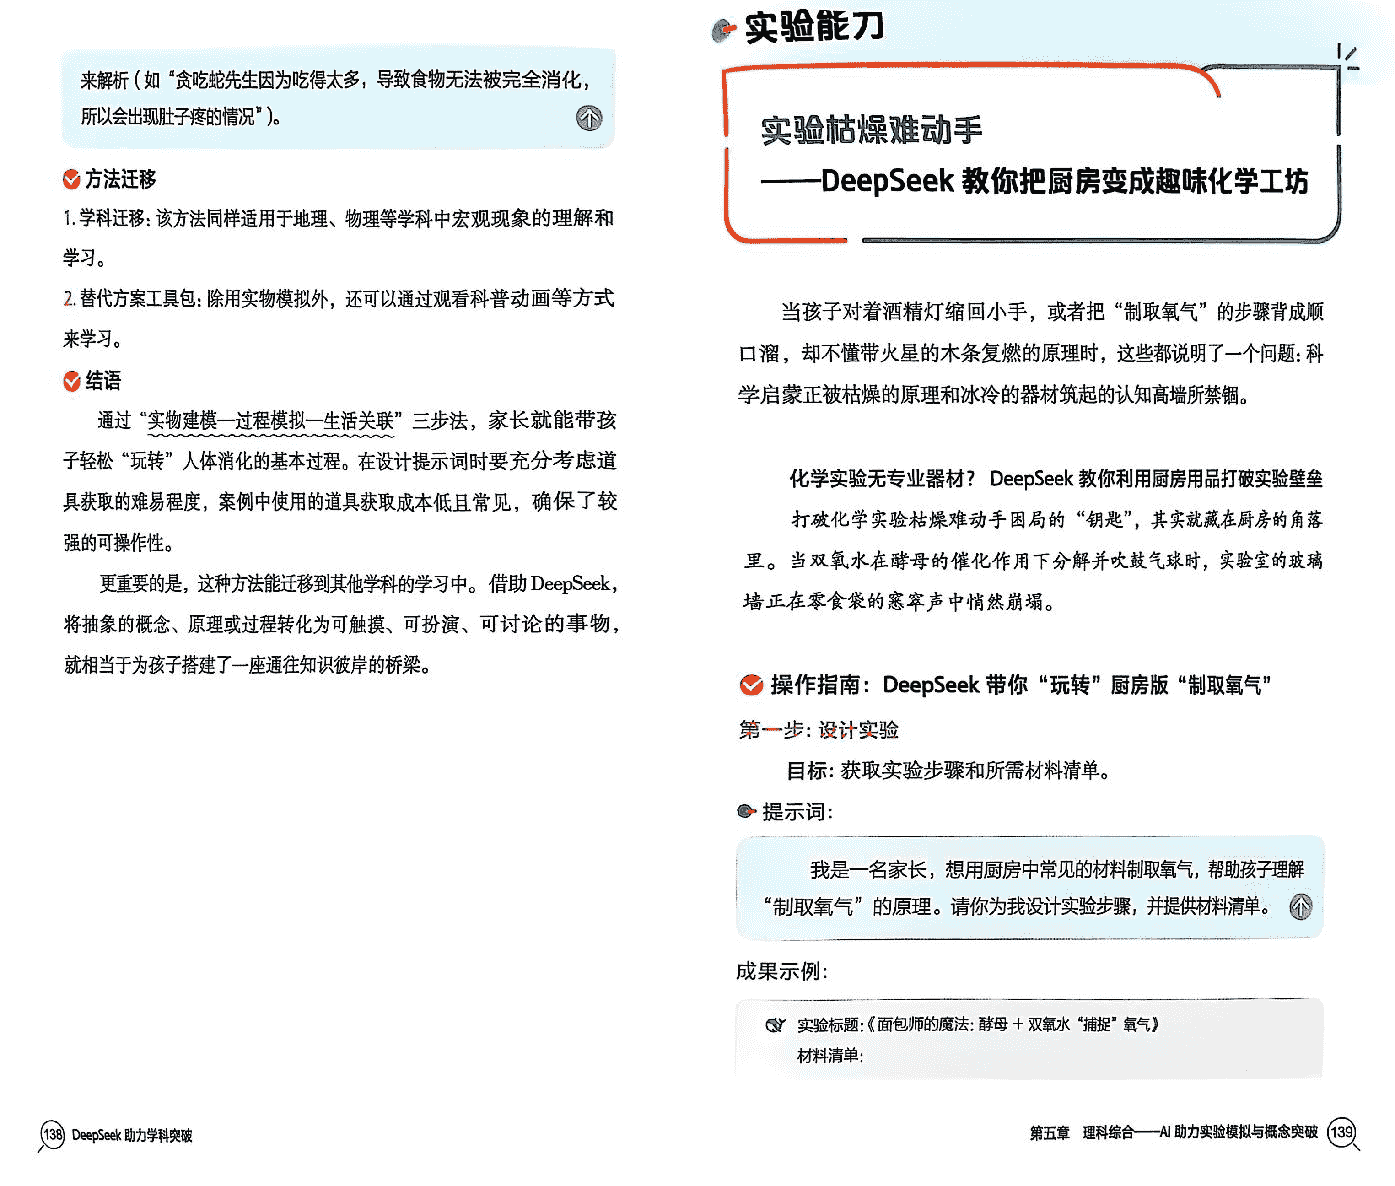 来解析（如“贪吃蛇先生因为吃得太多，导致食物无法被完全消化，
所以会出现肚子疼的情况”）。
方法迁移
1. 学科迁移：该方法同样适用于地理、物理等学科中宏观现象的理解和
学习。
2. 替代方案工具包：除用实物模拟外，还可以通过观看科普动画等方式
来学习。
结语
通过“实物建模—过程模拟—生活关联”三步法，家长就能带孩
子轻松“玩转”人体消化的基本过程。在设计提示词时要充分考虑道
具获取的难易程度，案例中使用的道具获取成本低且常见，确保了较
强的可操作性。
更重要的是，这种方法能迁移到其他学科的学习中。借助 DeepSeek，
将抽象的概念、原理或过程转化为可触摸、可扮演、可讨论的事物，
就相当于为孩子搭建了一座通往知识彼岸的桥梁。
138 DeepSeek 助力学科突破
实验能力
实验枯燥难动手
——DeepSeek 教你把厨房变成趣味化学工坊
当孩子对着酒精灯缩回小手，或者把“制取氧气”的步骤背成顺
口溜，却不懂带火星的木条复燃的原理时，这些都说明了一个问题：科
学启蒙正被枯燥的原理和冰冷的器材筑起的认知高墙所禁锢。
化学实验无专业器材？ DeepSeek 教你利用厨房用品打破实验壁垒
打破化学实验枯燥难动手困局的“钥匙”，其实就藏在厨房的角落
里。当双氧水在酵母的催化作用下分解并吹鼓气球时，实验室的玻璃
墙正在零食袋的窸窣声中悄然崩塌。
操作指南：DeepSeek 带你“玩转”厨房版“制取氧气”
第一步：设计实验
目标：获取实验步骤和所需材料清单。
提示词：
我是一名家长，想用厨房中常见的材料制取氧气，帮助孩子理解
“制取氧气”的原理。请你为我设计实验步骤，并提供材料清单。
成果示例：
实验标题：《面包师的魔法：酵母 + 双氧水“捕捉”氧气》
材料清单：
第五章 理科综合——AI 助力实验模拟与概念突破 139